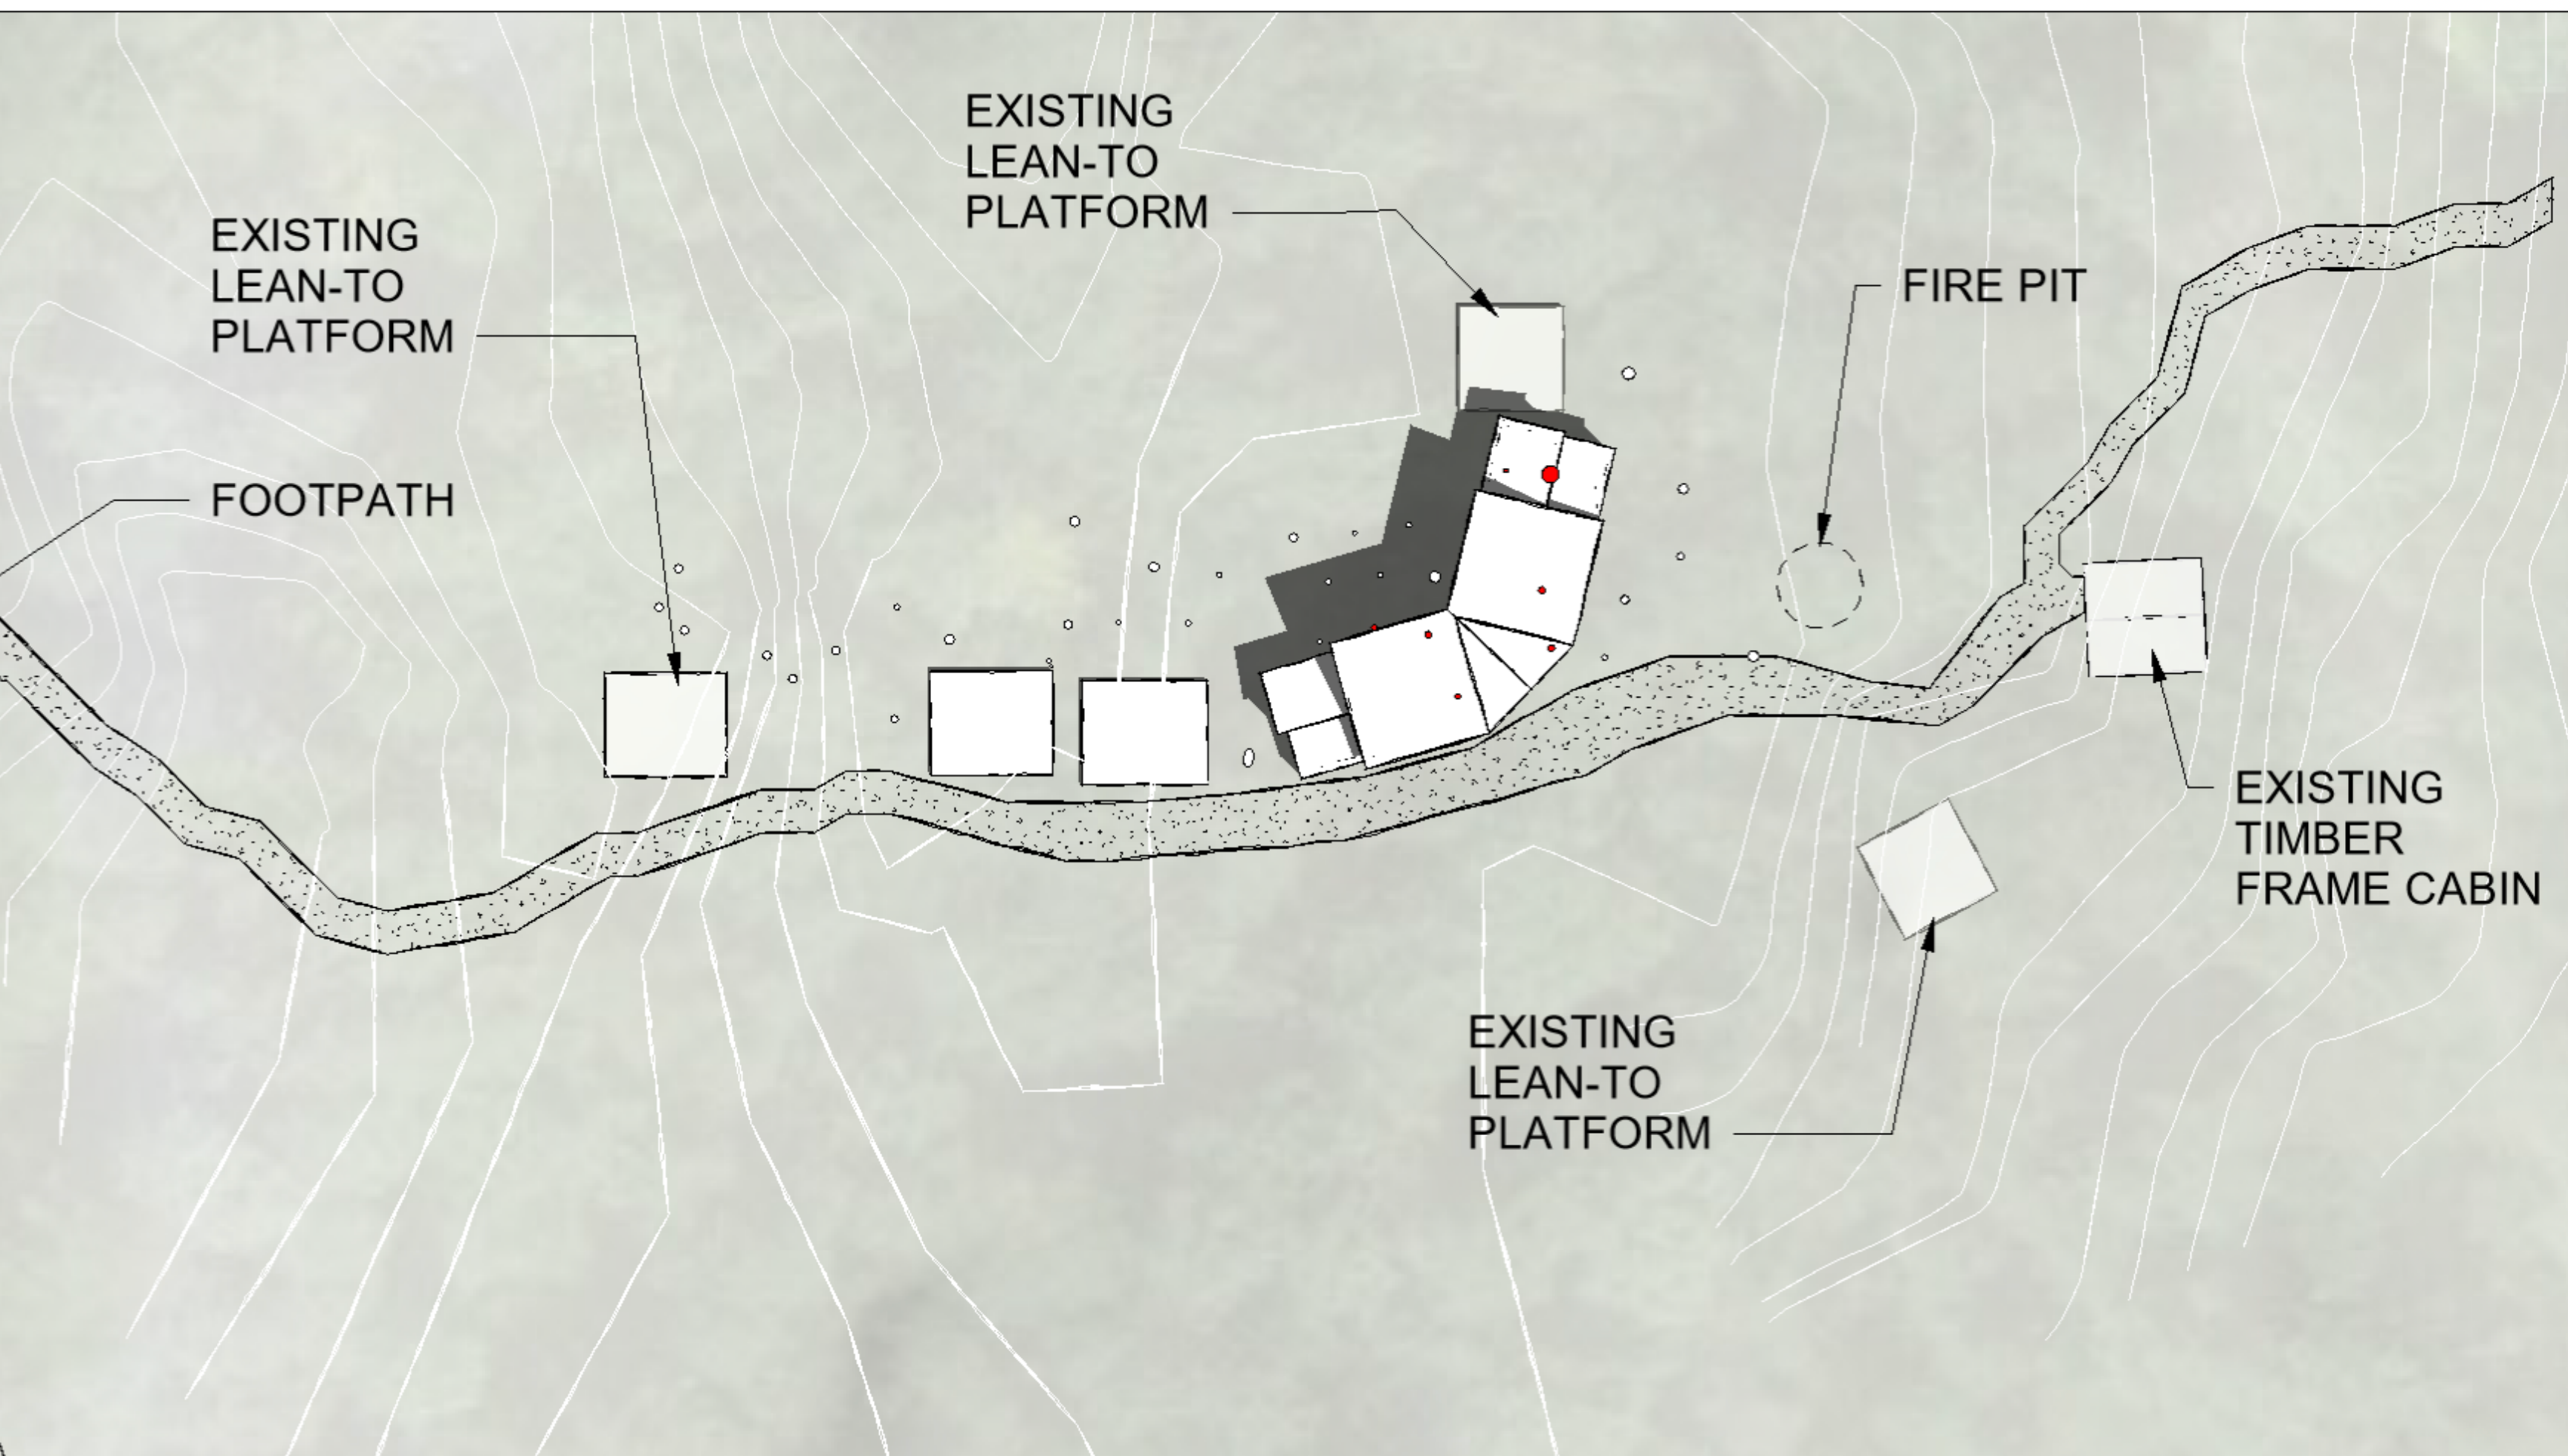 EXISTING
LEAN-TO
PLATFORM
EXISTING
LEAN-TO
PLATFORM
FIRE PIT
FOOTPATH
EXISTING
TIMBER
FRAME CABIN
EXISTING
LEAN-TO
PLATFORM